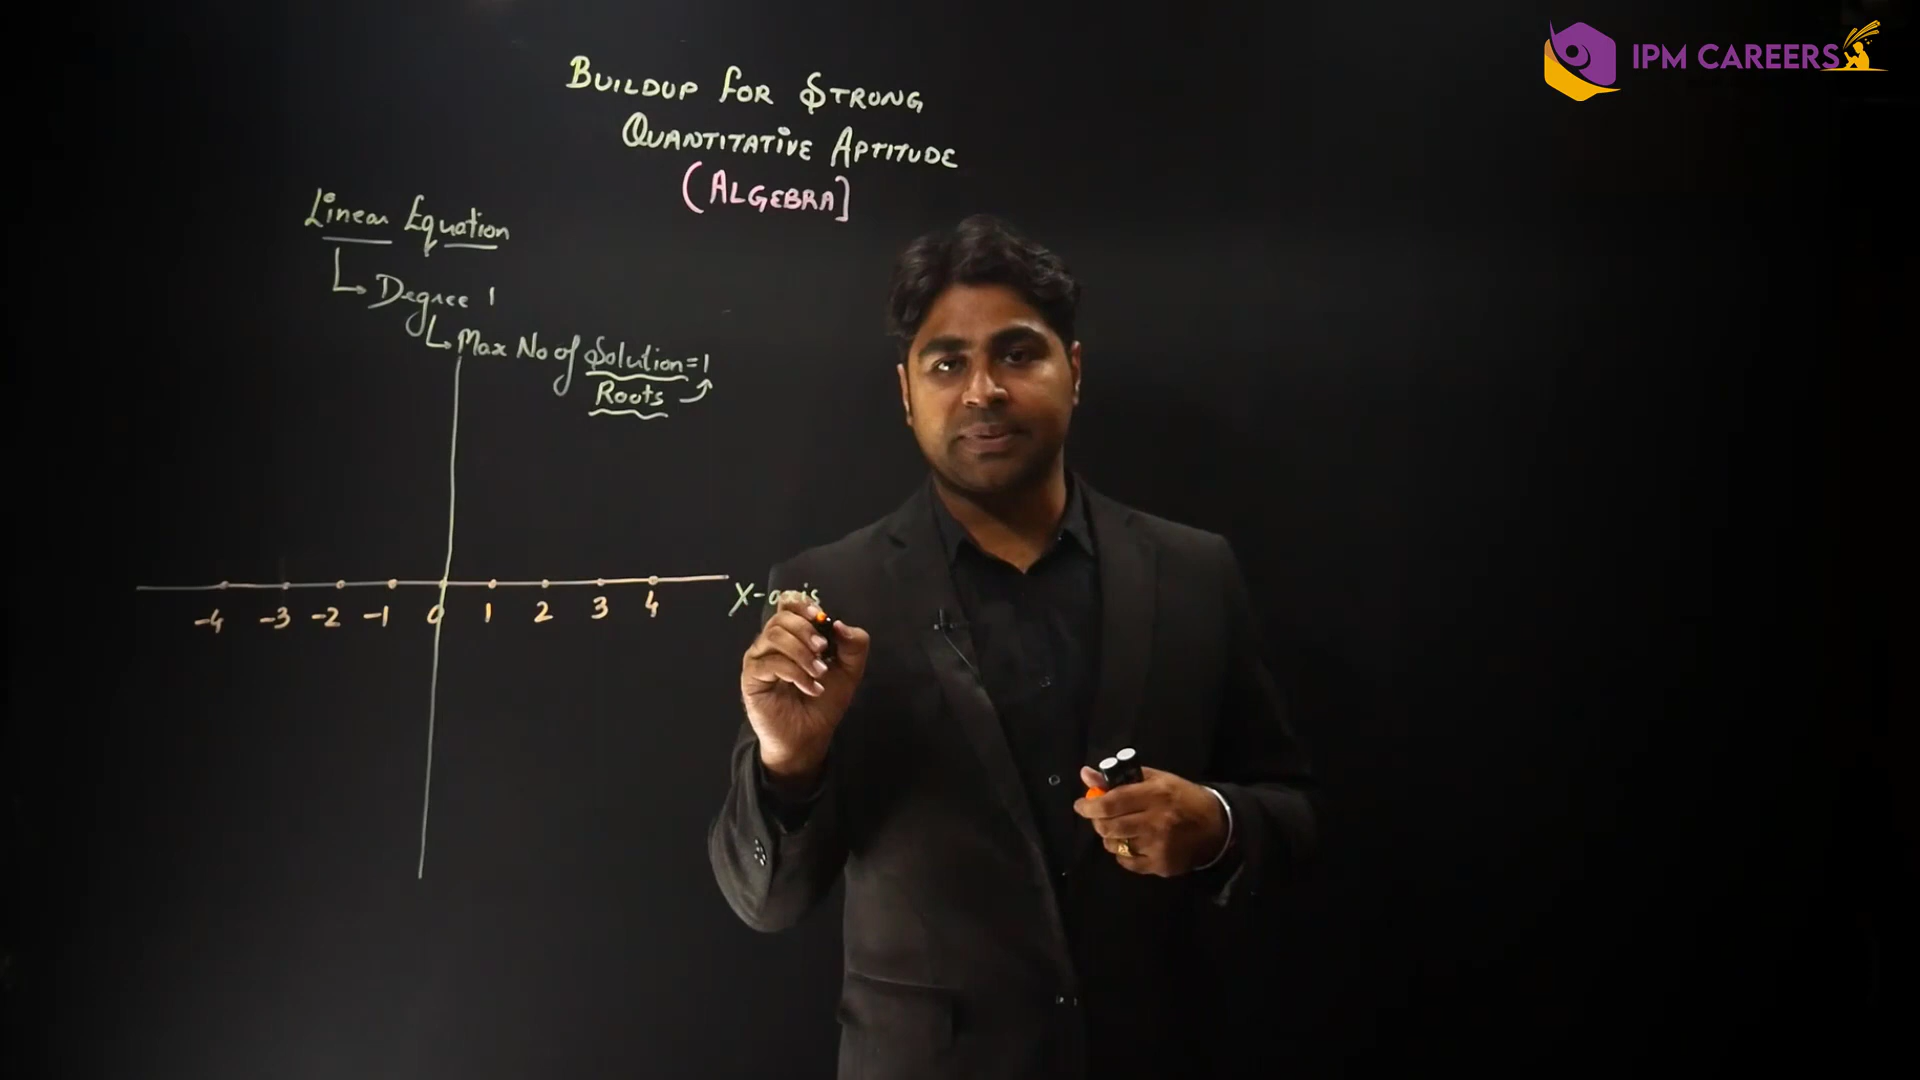 IPM CAREERS
BUILDUP FOR STRONG
QUANTITATIVE APTITUDE
(ALGEBRA]
Linear Equation
Degree 1
Max No of Solution=1
Roots
X-axis
-4 -3 -2 -1 0 1 2 3 4